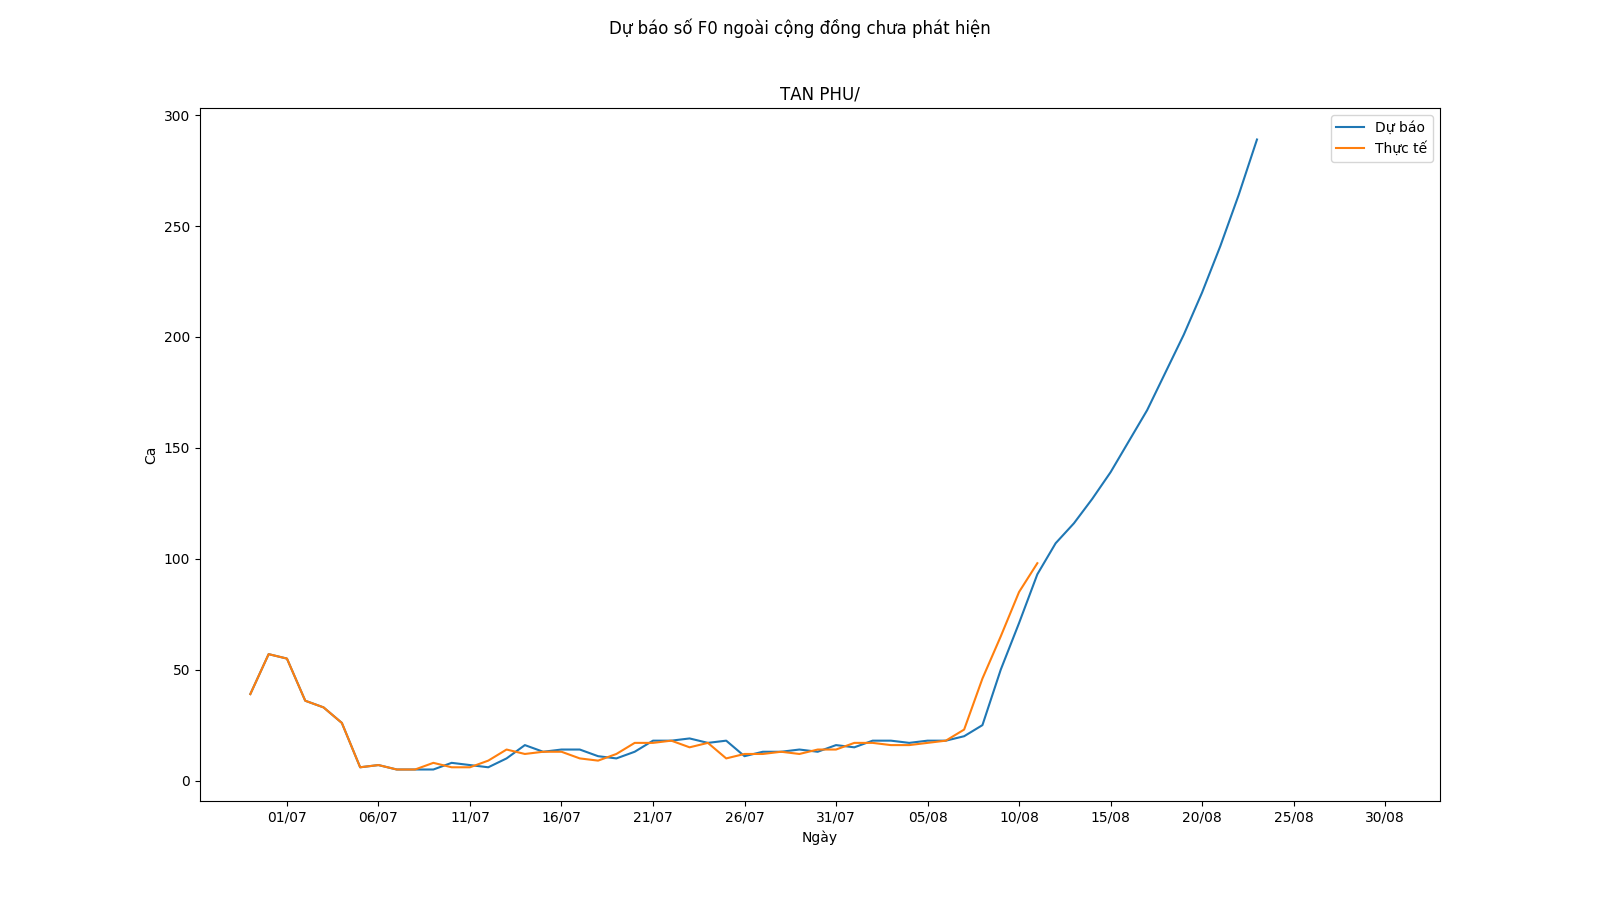 Dự báo số F0 ngoài cộng đồng chưa phát hiện
TAN PHU/
Dự báo
Thực tế
Ca
300
250
200
150
100
50
0
01/07 06/07 11/07 16/07 21/07 26/07 31/07 05/08 10/08 15/08 20/08 25/08 30/08
Ngày